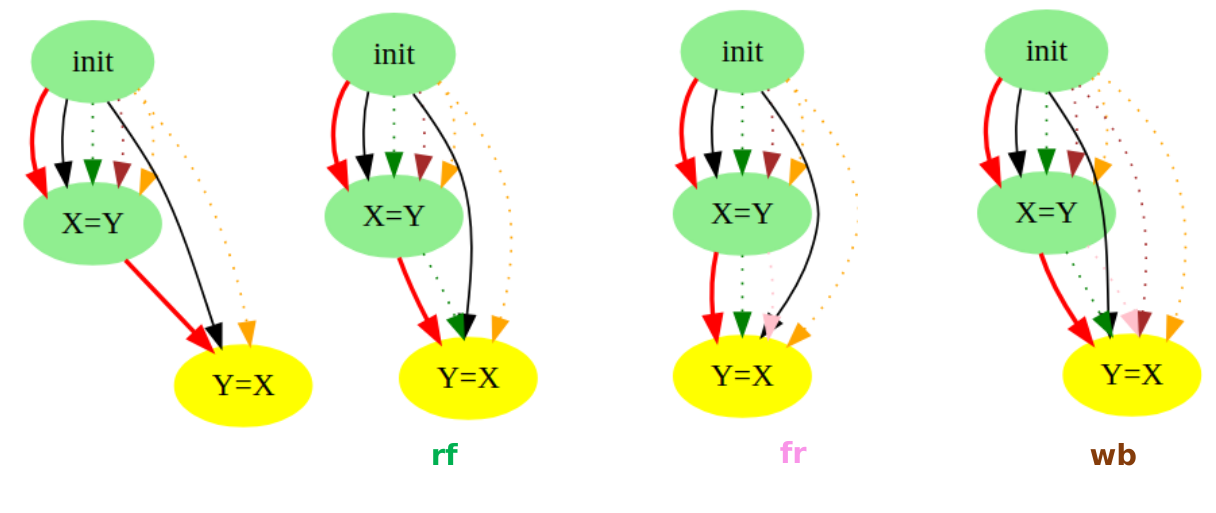 init
init
init
init
X=Y
X=Y
X=Y
X=Y
Y=X
Y=X
Y=X
Y=X
rf
fr
wb